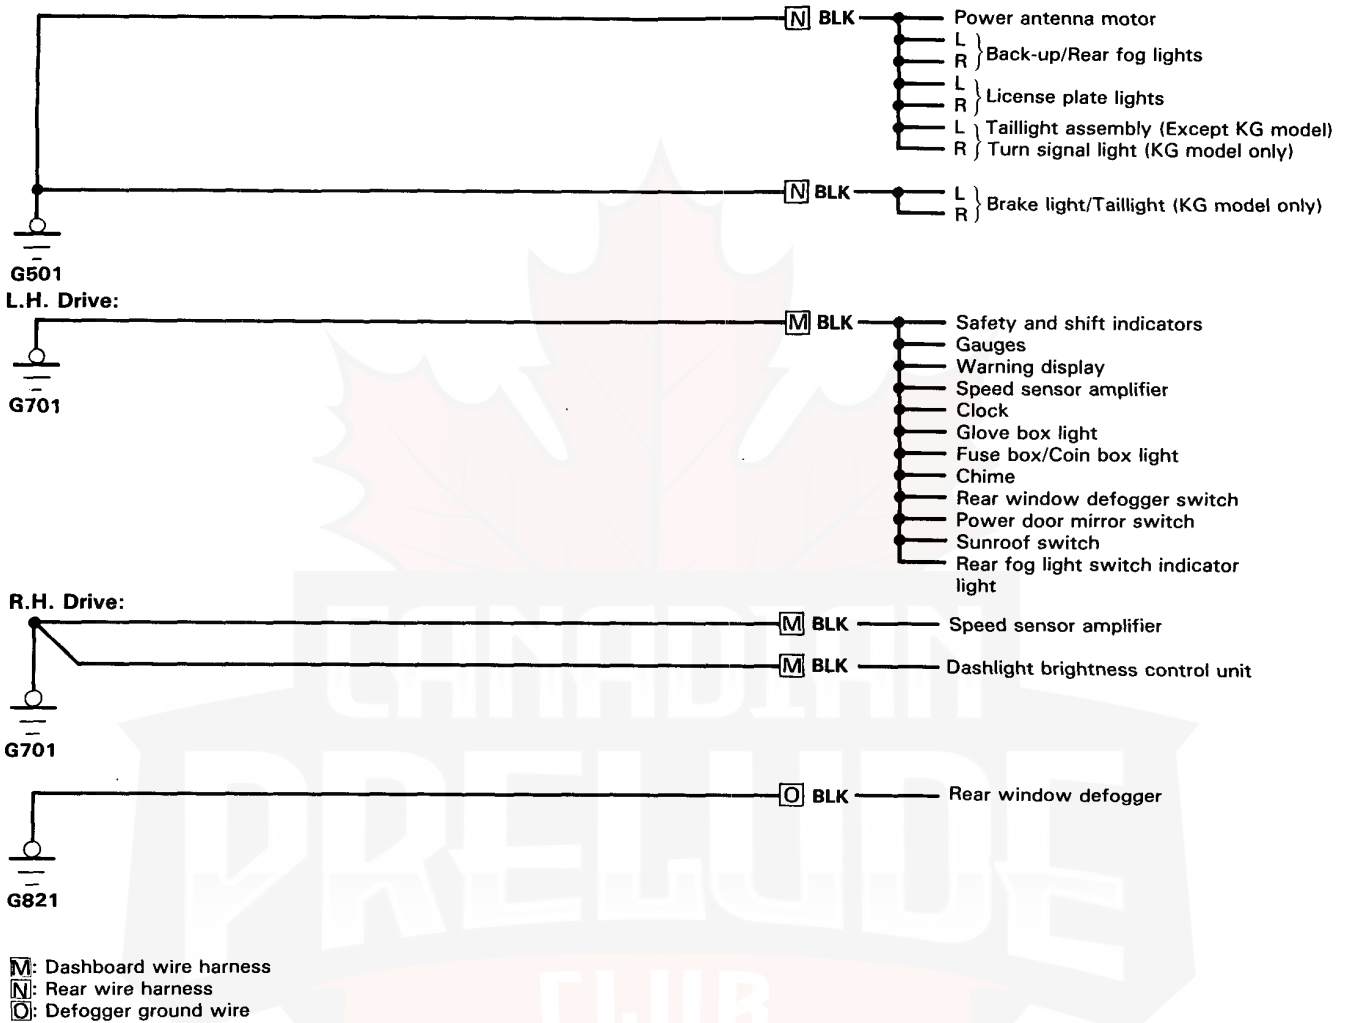 N BLK Power antenna motor
L
R } Back-up/Rear fog lights
L
R } License plate lights
L } Taillight assembly (Except KG model)
R } Turn signal light (KG model only)
N BLK L
R } Brake light/Taillight (KG model only)
G501
L.H. Drive:
M BLK Safety and shift indicators
Gauges
Warning display
Speed sensor amplifier
G701
Clock
Glove box light
Fuse box/Coin box light
Chime
Rear window defogger switch
Power door mirror switch
Sunroof switch
Rear fog light switch indicator
light
R.H. Drive:
M BLK Speed sensor amplifier
M BLK Dashlight brightness control unit
G701
O BLK Rear window defogger
G821
M: Dashboard wire harness
N: Rear wire harness
O: Defogger ground wire
CANADIAN
PRELUDE
CLUB